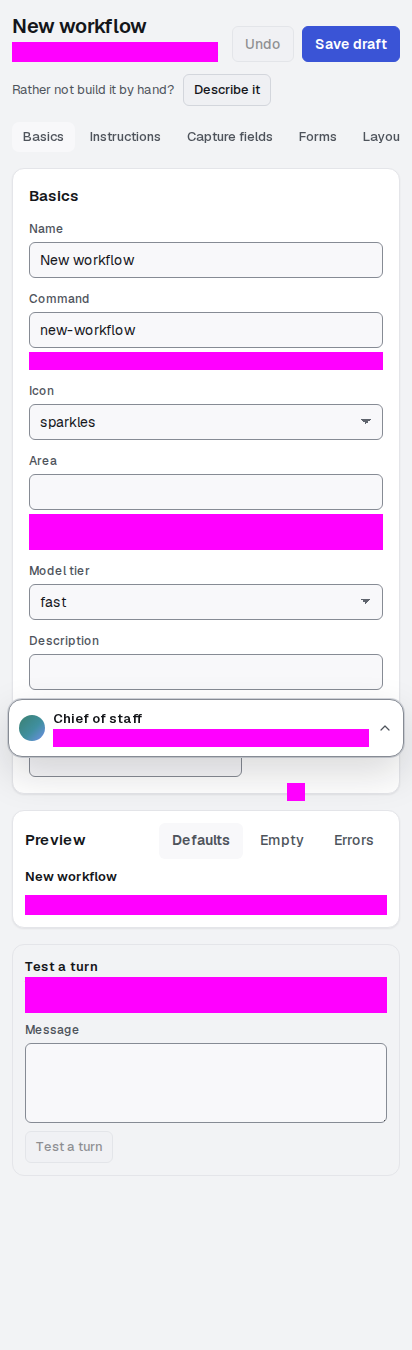 New workflow
Undo
Save draft
Rather not build it by hand?
Describe it
Basics
Instructions
Capture fields
Forms
Layou
Basics
Name
New workflow
Command
new-workflow
Icon
sparkles
Area
Model tier
fast
Description
Chief of staff
Preview
Defaults
Empty
Errors
New workflow
Test a turn
Message
Test a turn